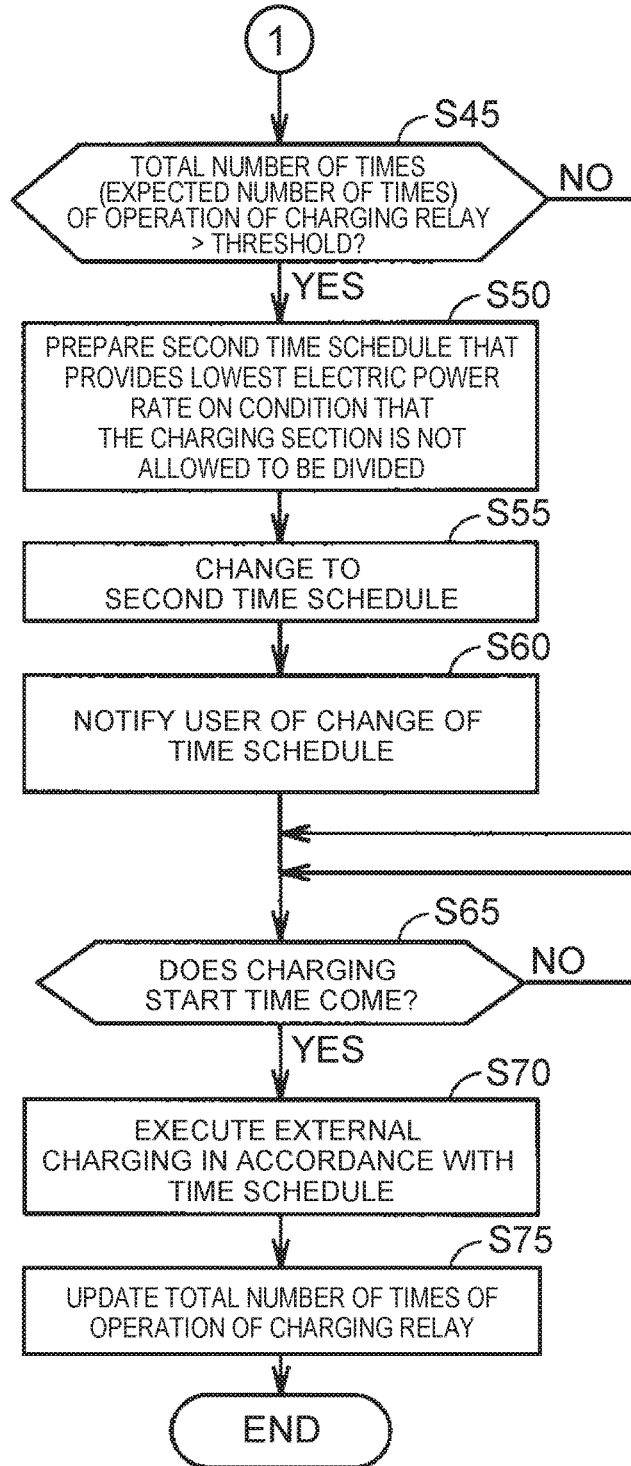 1
S45
TOTAL NUMBER OF TIMES
(EXPECTED NUMBER OF TIMES)
OF OPERATION OF CHARGING RELAY
> THRESHOLD?
NO
YES
S50
PREPARE SECOND TIME SCHEDULE THAT
PROVIDES LOWEST ELECTRIC POWER
RATE ON CONDITION THAT
THE CHARGING SECTION IS NOT
ALLOWED TO BE DIVIDED
S55
CHANGE TO
SECOND TIME SCHEDULE
S60
NOTIFY USER OF CHANGE OF
TIME SCHEDULE
S65
DOES CHARGING
START TIME COME?
NO
YES
S70
EXECUTE EXTERNAL
CHARGING IN ACCORDANCE WITH
TIME SCHEDULE
S75
UPDATE TOTAL NUMBER OF TIMES OF
OPERATION OF CHARGING RELAY
END